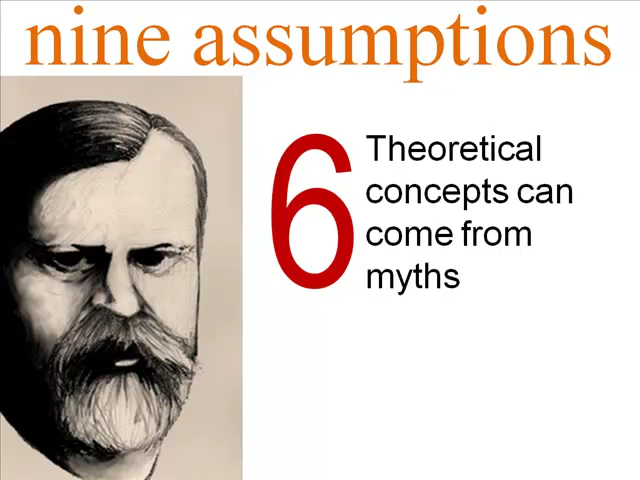 nine assumptions
6
Theoretical
concepts can
come from
myths